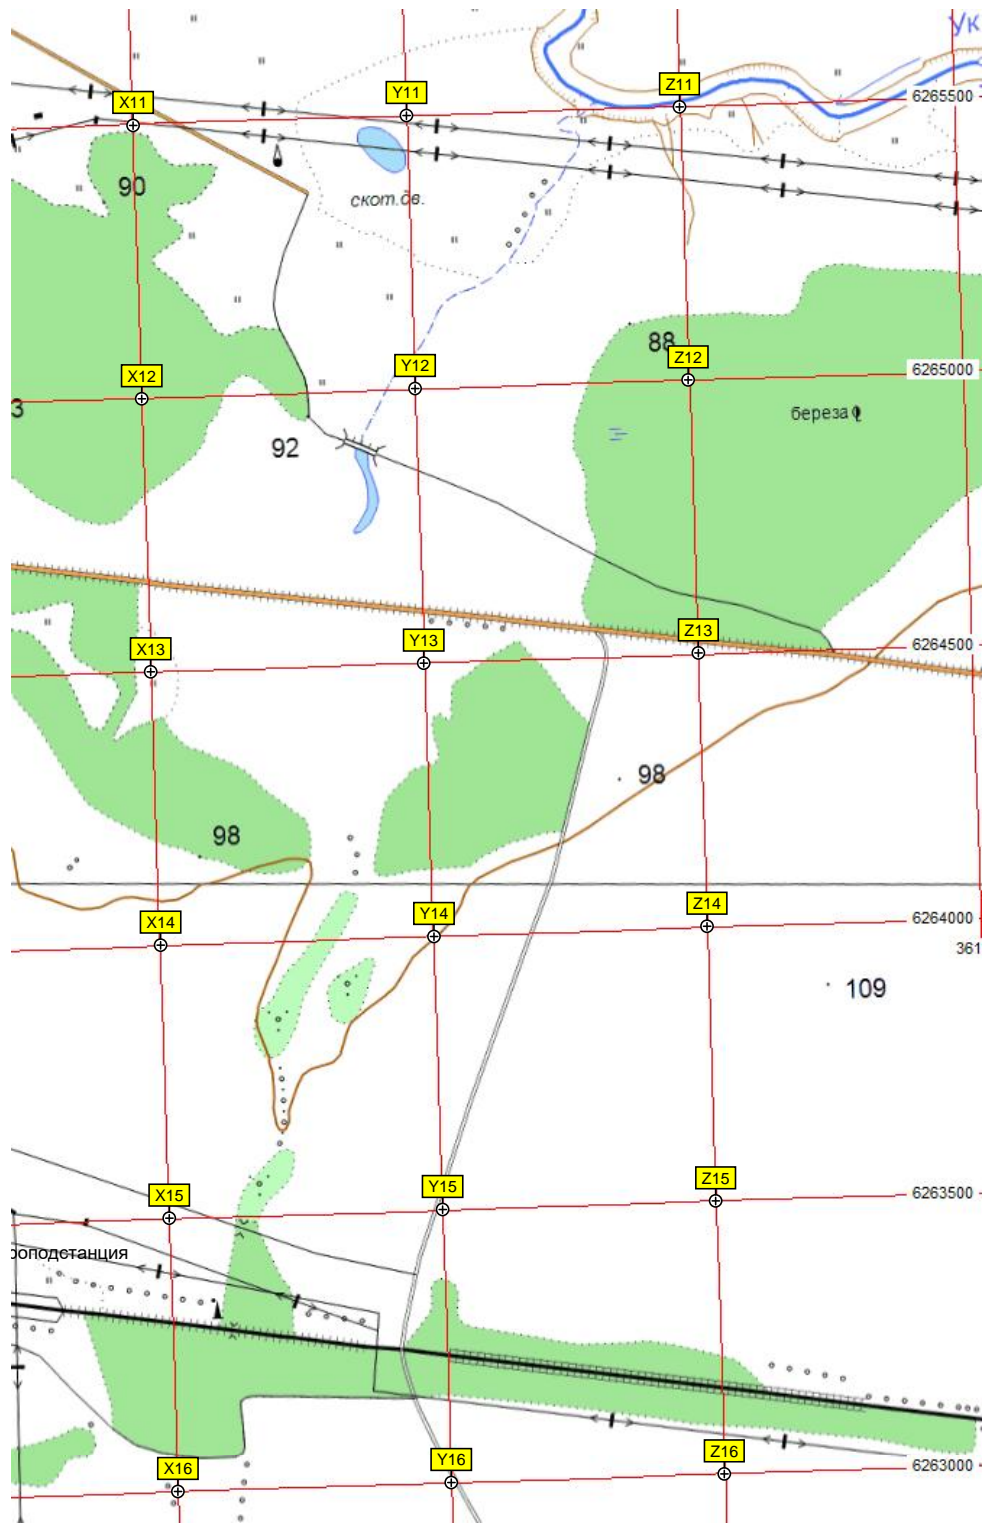 Ук
Z11
6265500
Y11
X11
90
скот.дв.
88
Z12
6265000
Y12
X12
береза
3
92
Z13
6264500
Y13
X13
98
98
Z14
6264000
Y14
X14
361
109
Z15
6263500
Y15
X15
роподстанция
Z16
6263000
Y16
X16